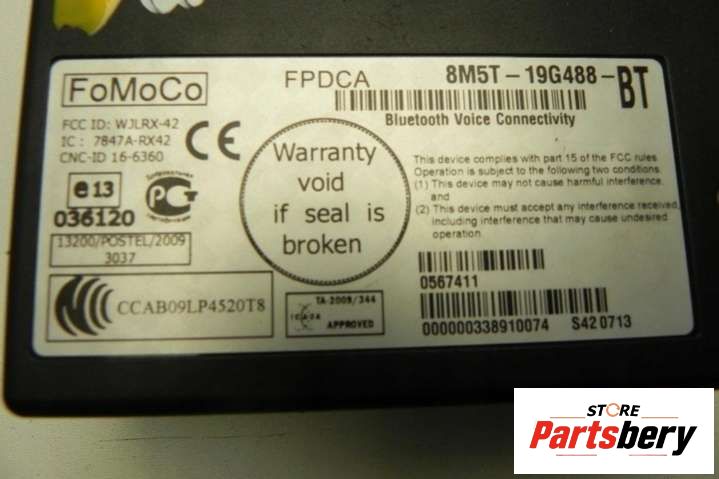 FoMoCo
FPDCA
8M5T-19G488-BT
Bluetooth Voice Connectivity
FCC ID: WJLRX-42
IC : 7847A-RX42
CNC-ID 16-6360
CE
e13
036120
PG
13200/POSTEL/2009
3037
Warranty
void
if seal is
broken
This device complies with part 15 of the FCC rules
Operation is subject to the following two conditions.
(1) This device may not cause harmful interference,
and
(2) This device must accept any interference received,
including interference that may cause undesired
operation.
0567411
000000338910074 S420713
CCAB09LP4520T8
TA-2009/344
ICASA
APPROVED
STORE
Partsbery